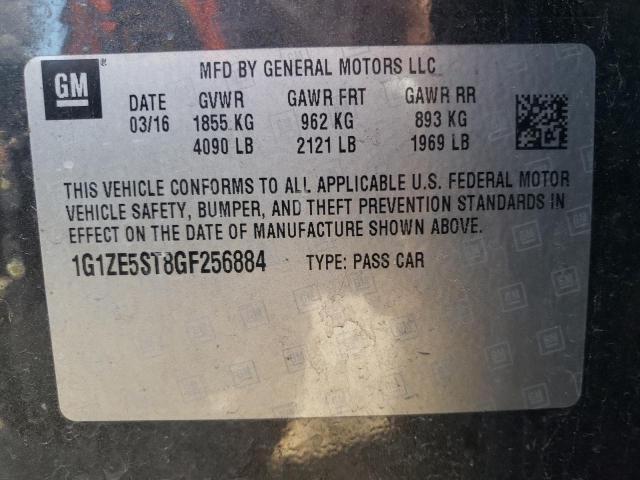 GM
MFD BY GENERAL MOTORS LLC
DATE GVWR GAWR FRT GAWR RR
03/16 1855 KG 962 KG 893 KG
4090 LB 2121 LB 1969 LB
THIS VEHICLE CONFORMS TO ALL APPLICABLE U.S. FEDERAL MOTOR
VEHICLE SAFETY, BUMPER, AND THEFT PREVENTION STANDARDS IN
EFFECT ON THE DATE OF MANUFACTURE SHOWN ABOVE.
1G1ZE5ST8GF256884 TYPE: PASS CAR